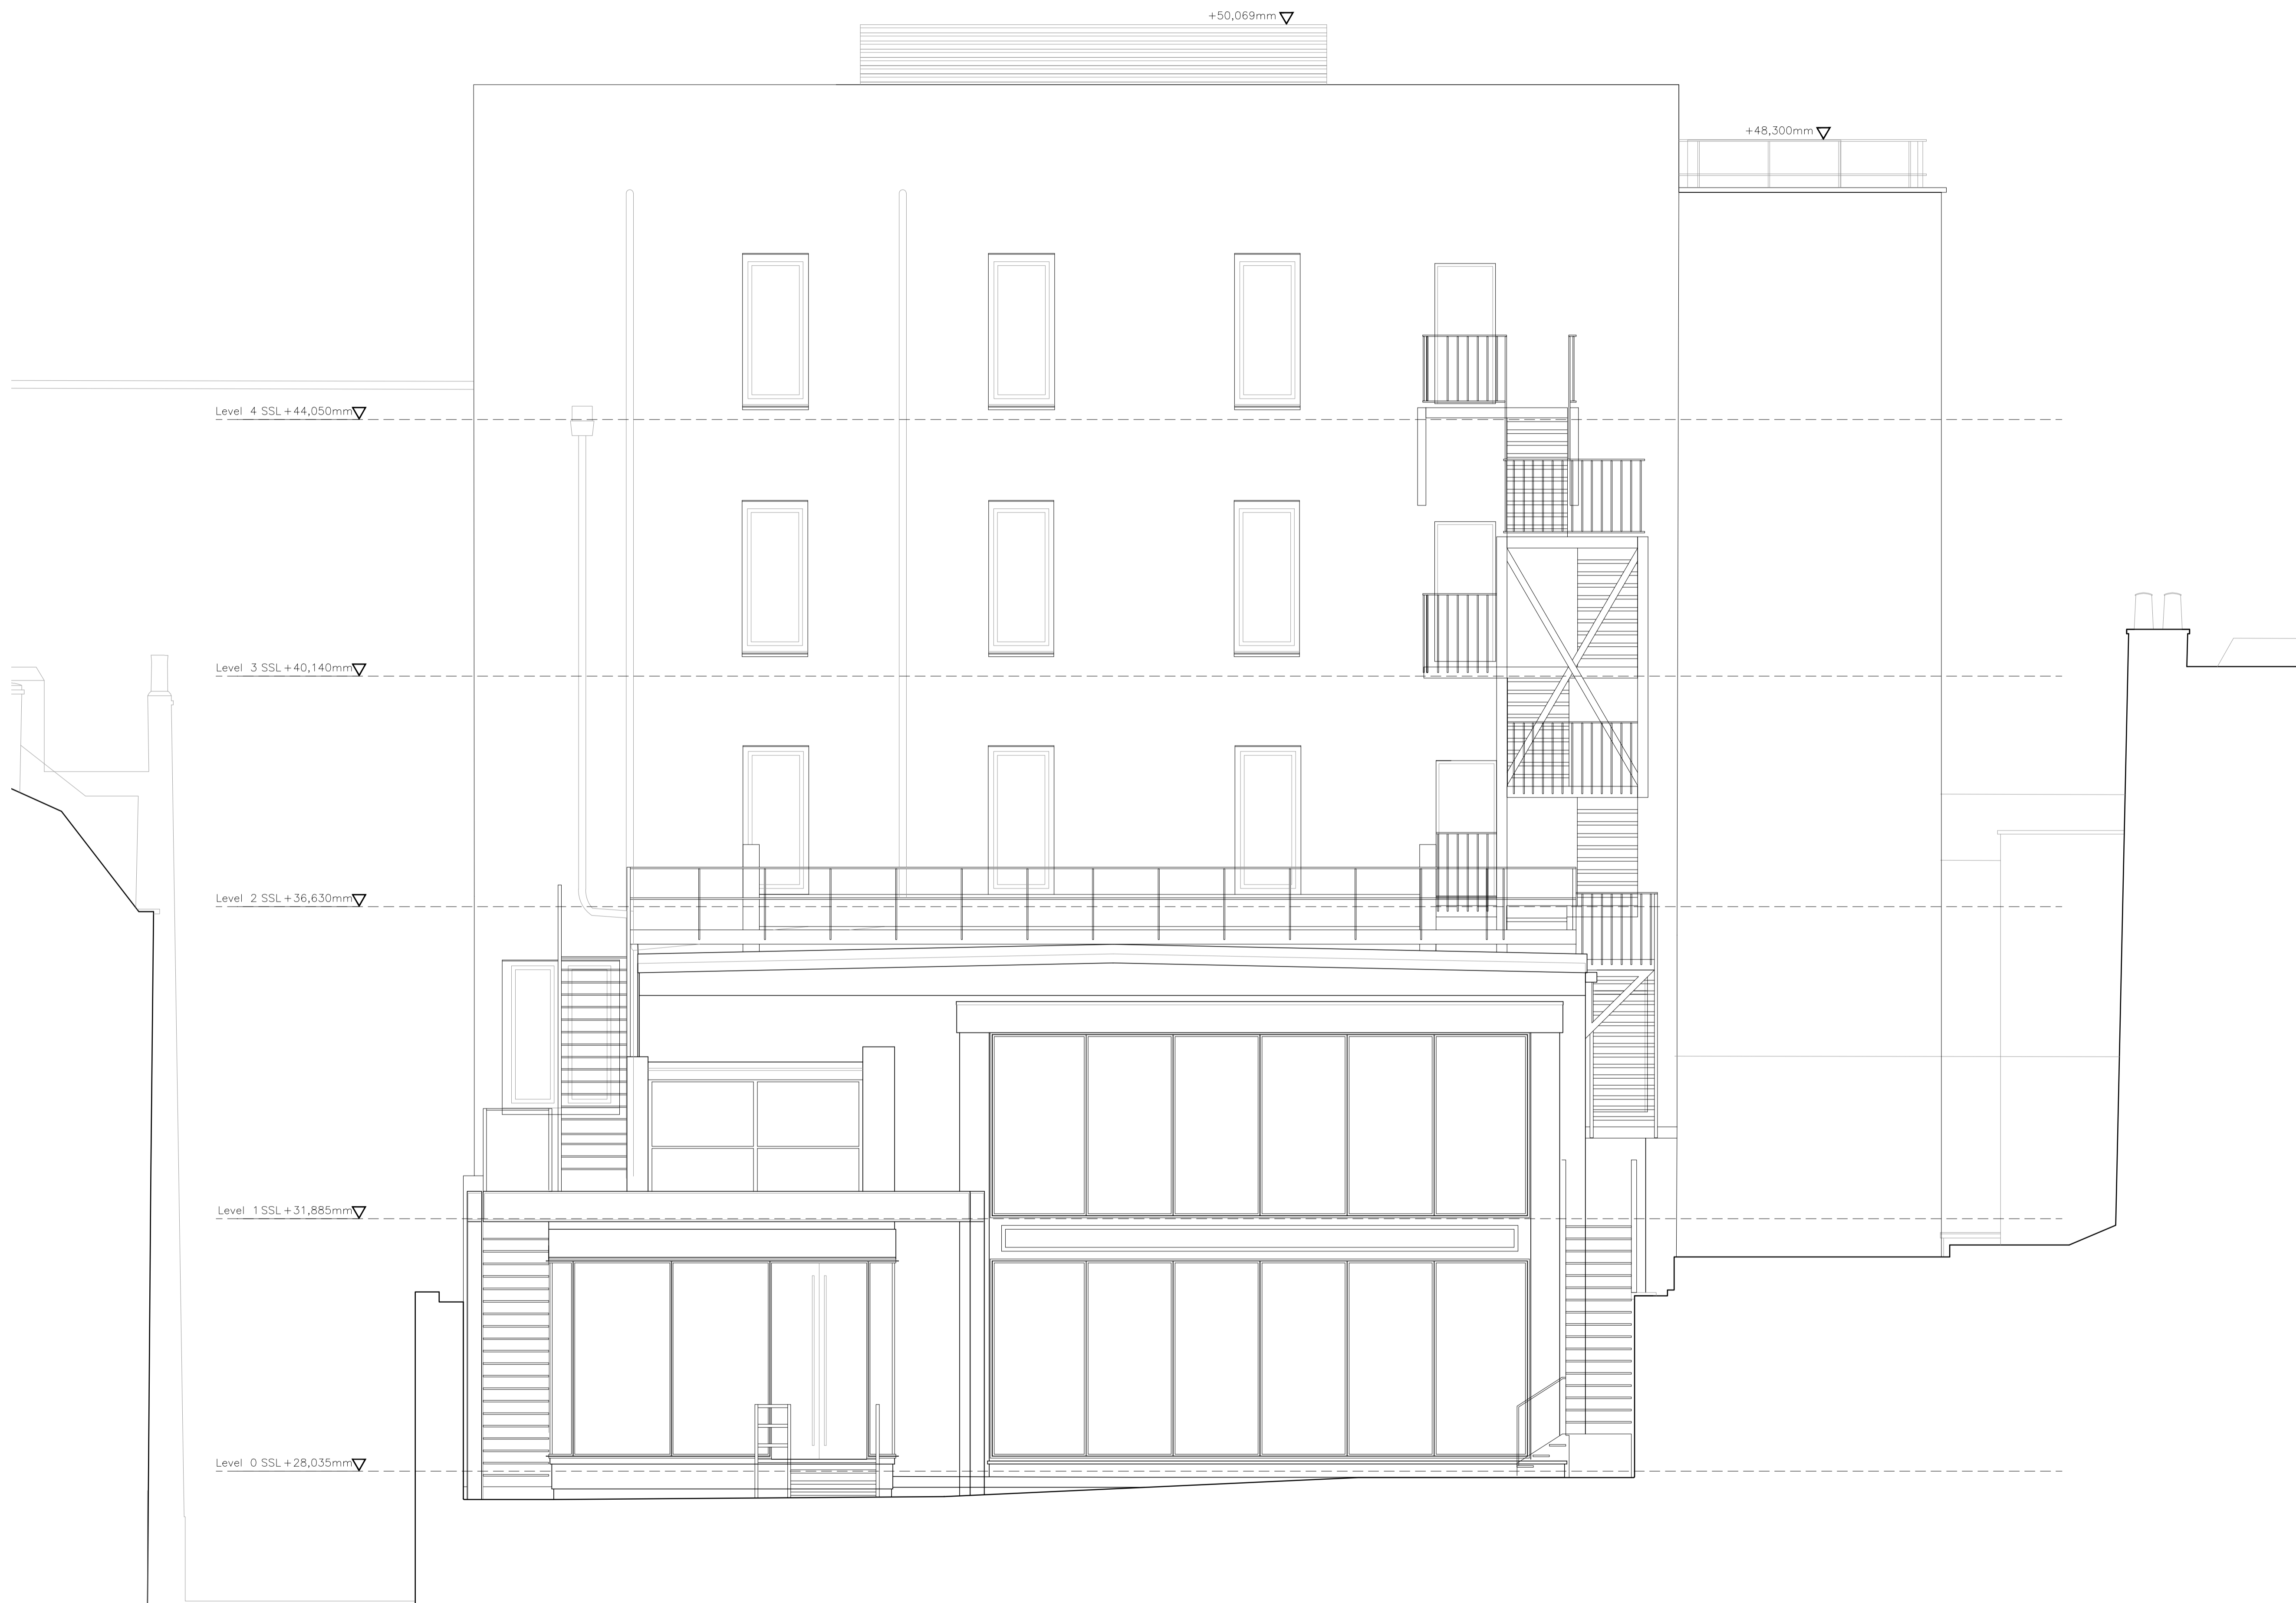 +50,069mm
+48,300mm
Level 4 SSL +44,050mm
Level 3 SSL +40,140mm
Level 2 SSL +36,630mm
Level 1 SSL +31,885mm
Level 0 SSL +28,035mm